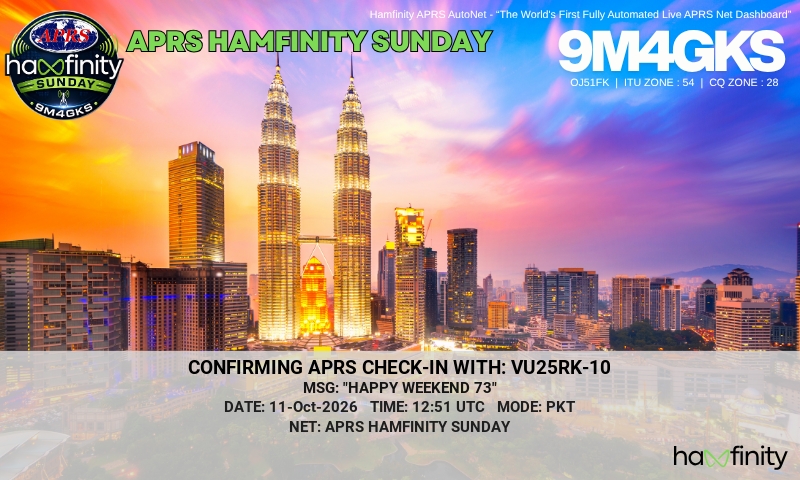 Hamfinity APRS AutoNet - “The World's First Fully Automated Live APRS Net Dashboard”
APRS
hamfinity
SUNDAY
9M4GKS
APRS HAMFINITY SUNDAY
9M4GKS
OJ51FK | ITU ZONE : 54 | CQ ZONE : 28
CONFIRMING APRS CHECK-IN WITH: VU25RK-10
MSG: "HAPPY WEEKEND 73"
DATE: 11-Oct-2026 TIME: 12:51 UTC MODE: PKT
NET: APRS HAMFINITY SUNDAY
hamfinity